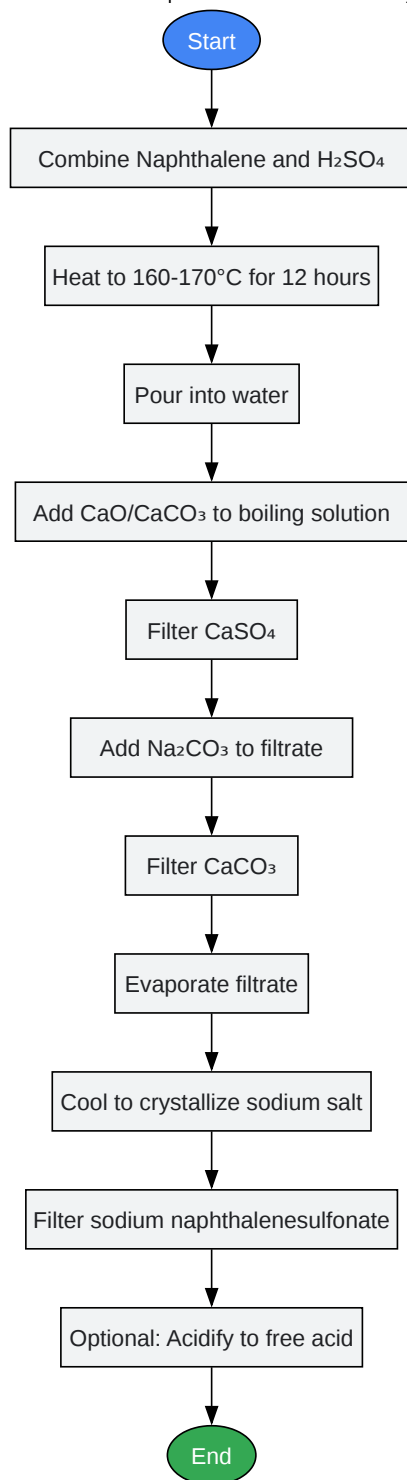 Start
Combine Naphthalene and H₂SO₄
Heat to 160-170°C for 12 hours
Pour into water
Add CaO/CaCO₃ to boiling solution
Filter CaSO₄
Add Na₂CO₃ to filtrate
Filter CaCO₃
Evaporate filtrate
Cool to crystallize sodium salt
Filter sodium naphthalenesulfonate
Optional: Acidify to free acid
End